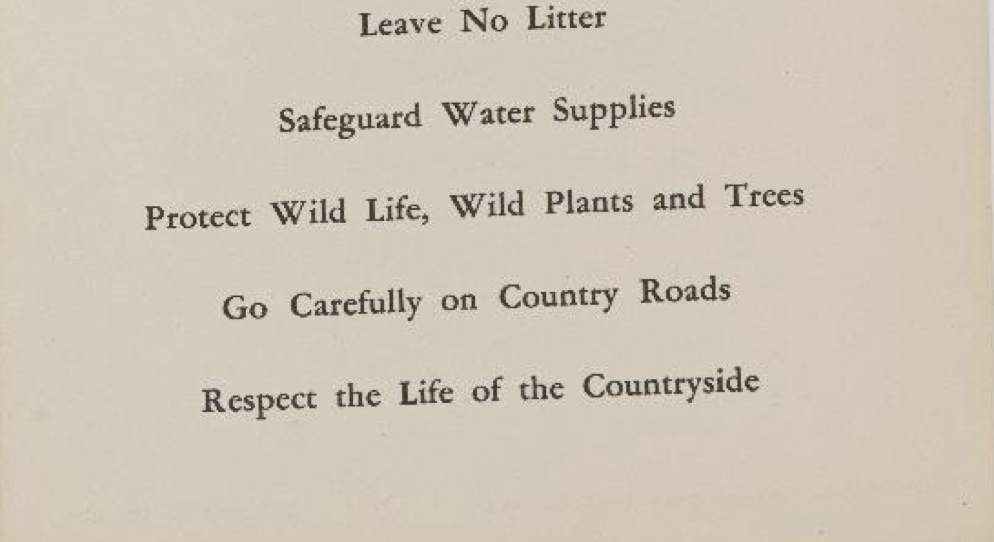 Leave No Litter
Safeguard Water Supplies
Protect Wild Life, Wild Plants and Trees
Go Carefully on Country Roads
Respect the Life of the Countryside